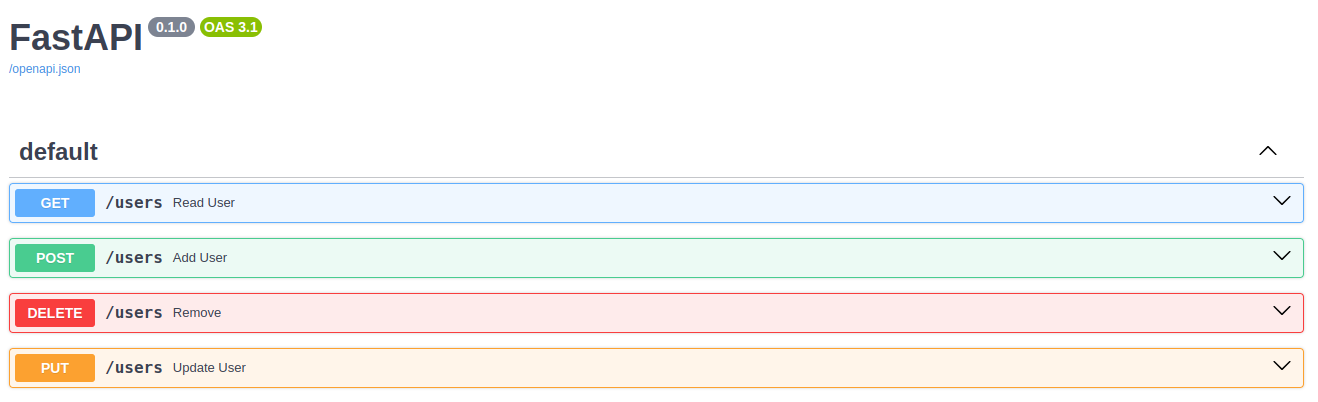 FastAPI 0.1.0 OAS 3.1
/openapi.json
default
GET /users Read User
POST /users Add User
DELETE /users Remove
PUT /users Update User